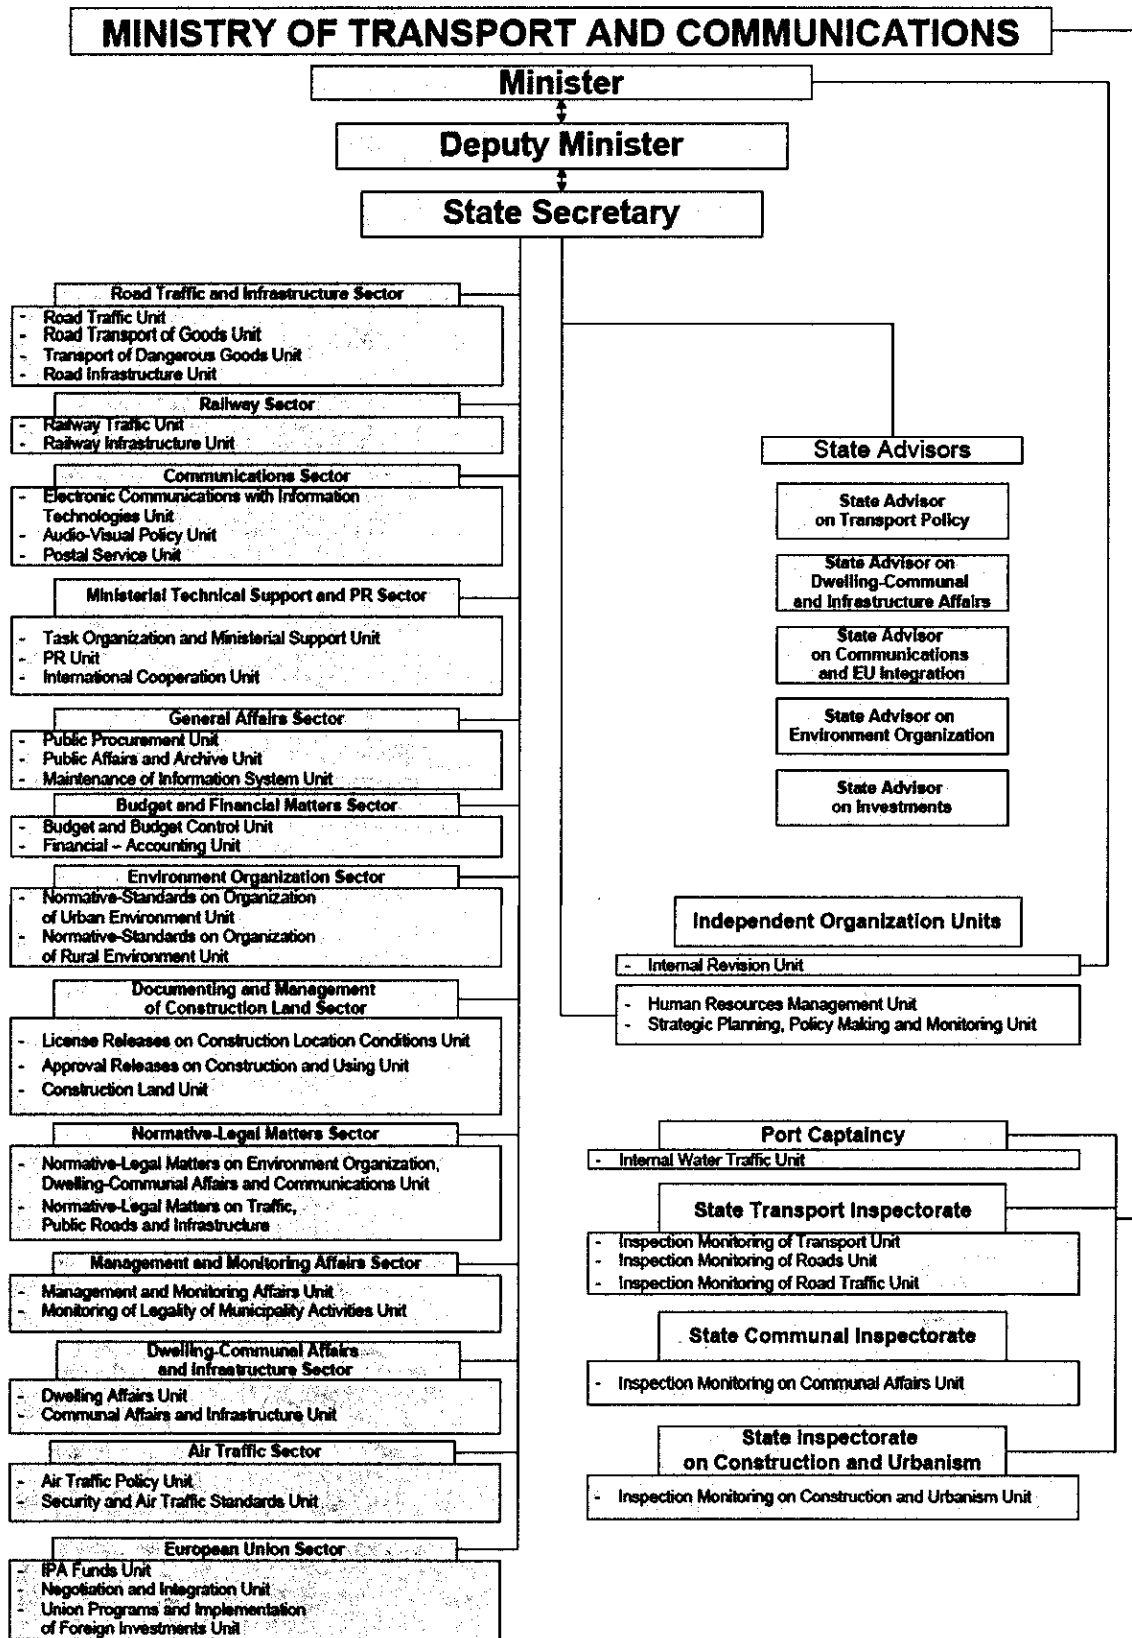 MINISTRY OF TRANSPORT AND COMMUNICATIONS
Minister
Deputy Minister
State Secretary
Road Traffic and Infrastructure Sector
- Road Traffic Unit
- Road Transport of Goods Unit
- Transport of Dangerous Goods Unit
- Road Infrastructure Unit
Railway Sector
- Railway Traffic Unit
- Railway Infrastructure Unit
Communications Sector
- Electronic Communications with Information
Technologies Unit
- Audio-Visual Policy Unit
- Postal Service Unit
Ministerial Technical Support and PR Sector
- Task Organization and Ministerial Support Unit
- PR Unit
- International Cooperation Unit
General Affairs Sector
- Public Procurement Unit
- Public Affairs and Archive Unit
- Maintenance of Information System Unit
Budget and Financial Matters Sector
- Budget and Budget Control Unit
- Financial – Accounting Unit
Environment Organization Sector
- Normative-Standards on Organization
of Urban Environment Unit
- Normative-Standards on Organization
of Rural Environment Unit
Documenting and Management
of Construction Land Sector
- License Releases on Construction Location Conditions Unit
- Approval Releases on Construction and Using Unit
- Construction Land Unit
Normative-Legal Matters Sector
- Normative-Legal Matters on Environment Organization,
Dwelling-Communal Affairs and Communications Unit
- Normative-Legal Matters on Traffic,
Public Roads and Infrastructure
Management and Monitoring Affairs Sector
- Management and Monitoring Affairs Unit
- Monitoring of Legality of Municipality Activities Unit
Dwelling-Communal Affairs
and Infrastructure Sector
- Dwelling Affairs Unit
- Communal Affairs and Infrastructure Unit
Air Traffic Sector
- Air Traffic Policy Unit
- Security and Air Traffic Standards Unit
European Union Sector
- IPA Funds Unit
- Negotiation and Integration Unit
- Union Programs and Implementation
of Foreign Investments Unit
State Advisors
State Advisor
on Transport Policy
State Advisor on
Dwelling-Communal
and Infrastructure Affairs
State Advisor
on Communications
and EU Integration
State Advisor on
Environment Organization
State Advisor
on Investments
Independent Organization Units
- Internal Revision Unit
- Human Resources Management Unit
- Strategic Planning, Policy Making and Monitoring Unit
Port Captaincy
- Internal Water Traffic Unit
State Transport Inspectorate
- Inspection Monitoring of Transport Unit
- Inspection Monitoring of Roads Unit
- Inspection Monitoring of Road Traffic Unit
State Communal Inspectorate
- Inspection Monitoring on Communal Affairs Unit
State Inspectorate
on Construction and Urbanism
- Inspection Monitoring on Construction and Urbanism Unit